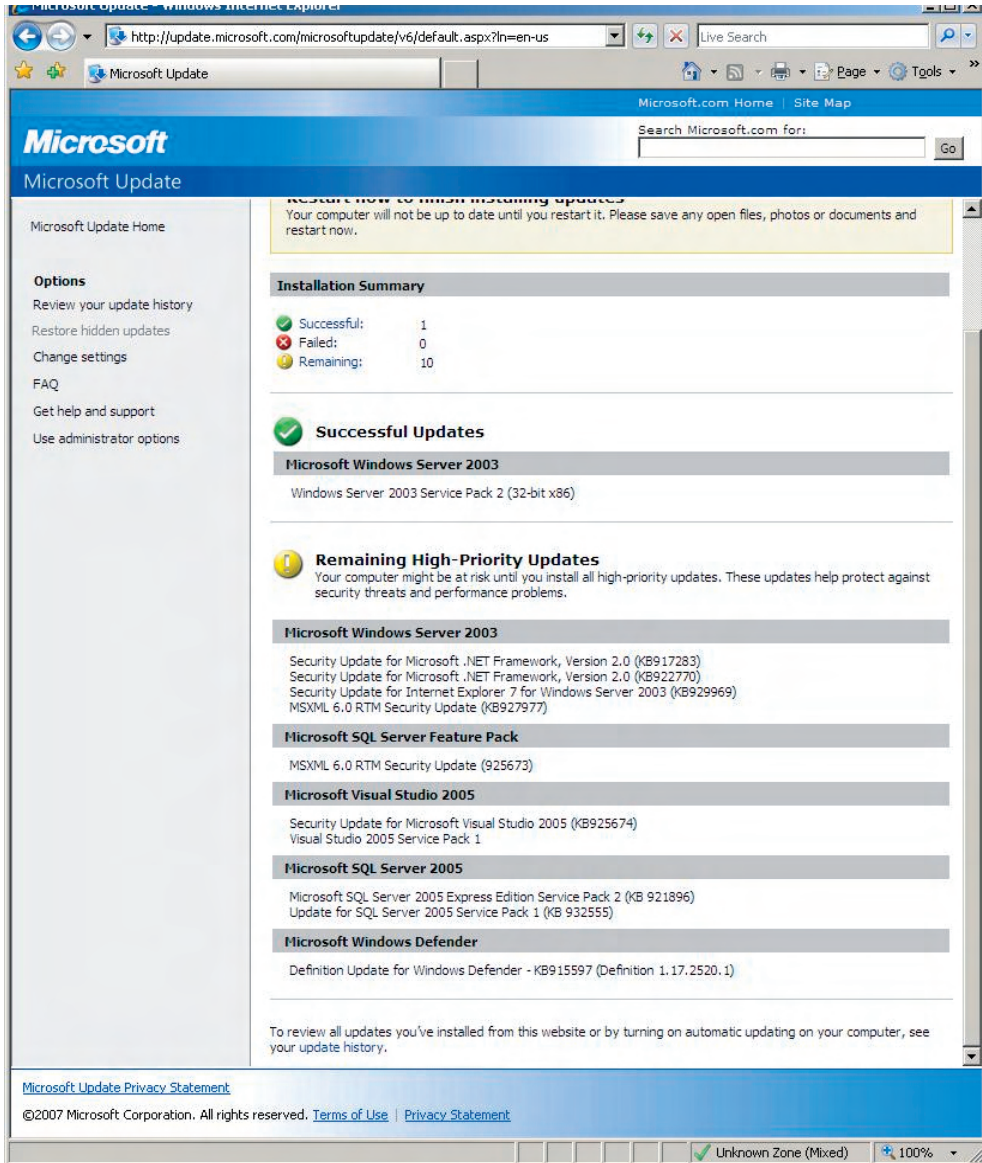 Microsoft Update - Windows Internet Explorer
http://update.microsoft.com/microsoftupdate/v6/default.aspx?ln=en-us
Live Search
Microsoft Update
Page
Tools
Microsoft.com Home | Site Map
Microsoft
Search Microsoft.com for:
Go
Microsoft Update
Microsoft Update Home
Options
Review your update history
Restore hidden updates
Change settings
FAQ
Get help and support
Use administrator options
Restart now to finish installing updates
Your computer will not be up to date until you restart it. Please save any open files, photos or documents and
restart now.
Installation Summary
Successful: 1
Failed: 0
Remaining: 10
Successful Updates
Microsoft Windows Server 2003
Windows Server 2003 Service Pack 2 (32-bit x86)
Remaining High-Priority Updates
Your computer might be at risk until you install all high-priority updates. These updates help protect against
security threats and performance problems.
Microsoft Windows Server 2003
Security Update for Microsoft .NET Framework, Version 2.0 (KB917283)
Security Update for Microsoft .NET Framework, Version 2.0 (KB922770)
Security Update for Internet Explorer 7 for Windows Server 2003 (KB929969)
MSXML 6.0 RTM Security Update (KB927977)
Microsoft SQL Server Feature Pack
MSXML 6.0 RTM Security Update (925673)
Microsoft Visual Studio 2005
Security Update for Microsoft Visual Studio 2005 (KB925674)
Visual Studio 2005 Service Pack 1
Microsoft SQL Server 2005
Microsoft SQL Server 2005 Express Edition Service Pack 2 (KB 921896)
Update for SQL Server 2005 Service Pack 1 (KB 932555)
Microsoft Windows Defender
Definition Update for Windows Defender - KB915597 (Definition 1.17.2520.1)
To review all updates you've installed from this website or by turning on automatic updating on your computer, see
your update history.
Microsoft Update Privacy Statement
©2007 Microsoft Corporation. All rights reserved. Terms of Use | Privacy Statement
Unknown Zone (Mixed)
100%